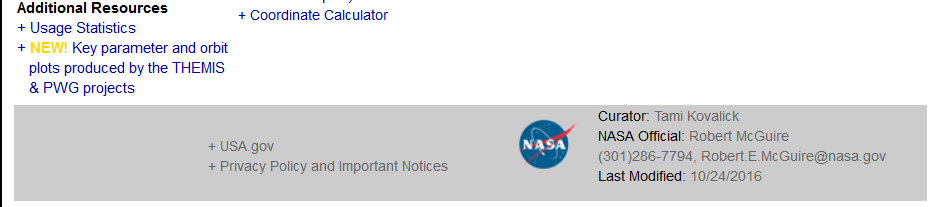 Additional Resources
+ Usage Statistics
+ NEW! Key parameter and orbit
plots produced by the THEMIS
& PWG projects
+ Coordinate Calculator
+ USA.gov
+ Privacy Policy and Important Notices
NASA
Curator: Tami Kovalick
NASA Official: Robert McGuire
(301)286-7794, Robert.E.McGuire@nasa.gov
Last Modified: 10/24/2016